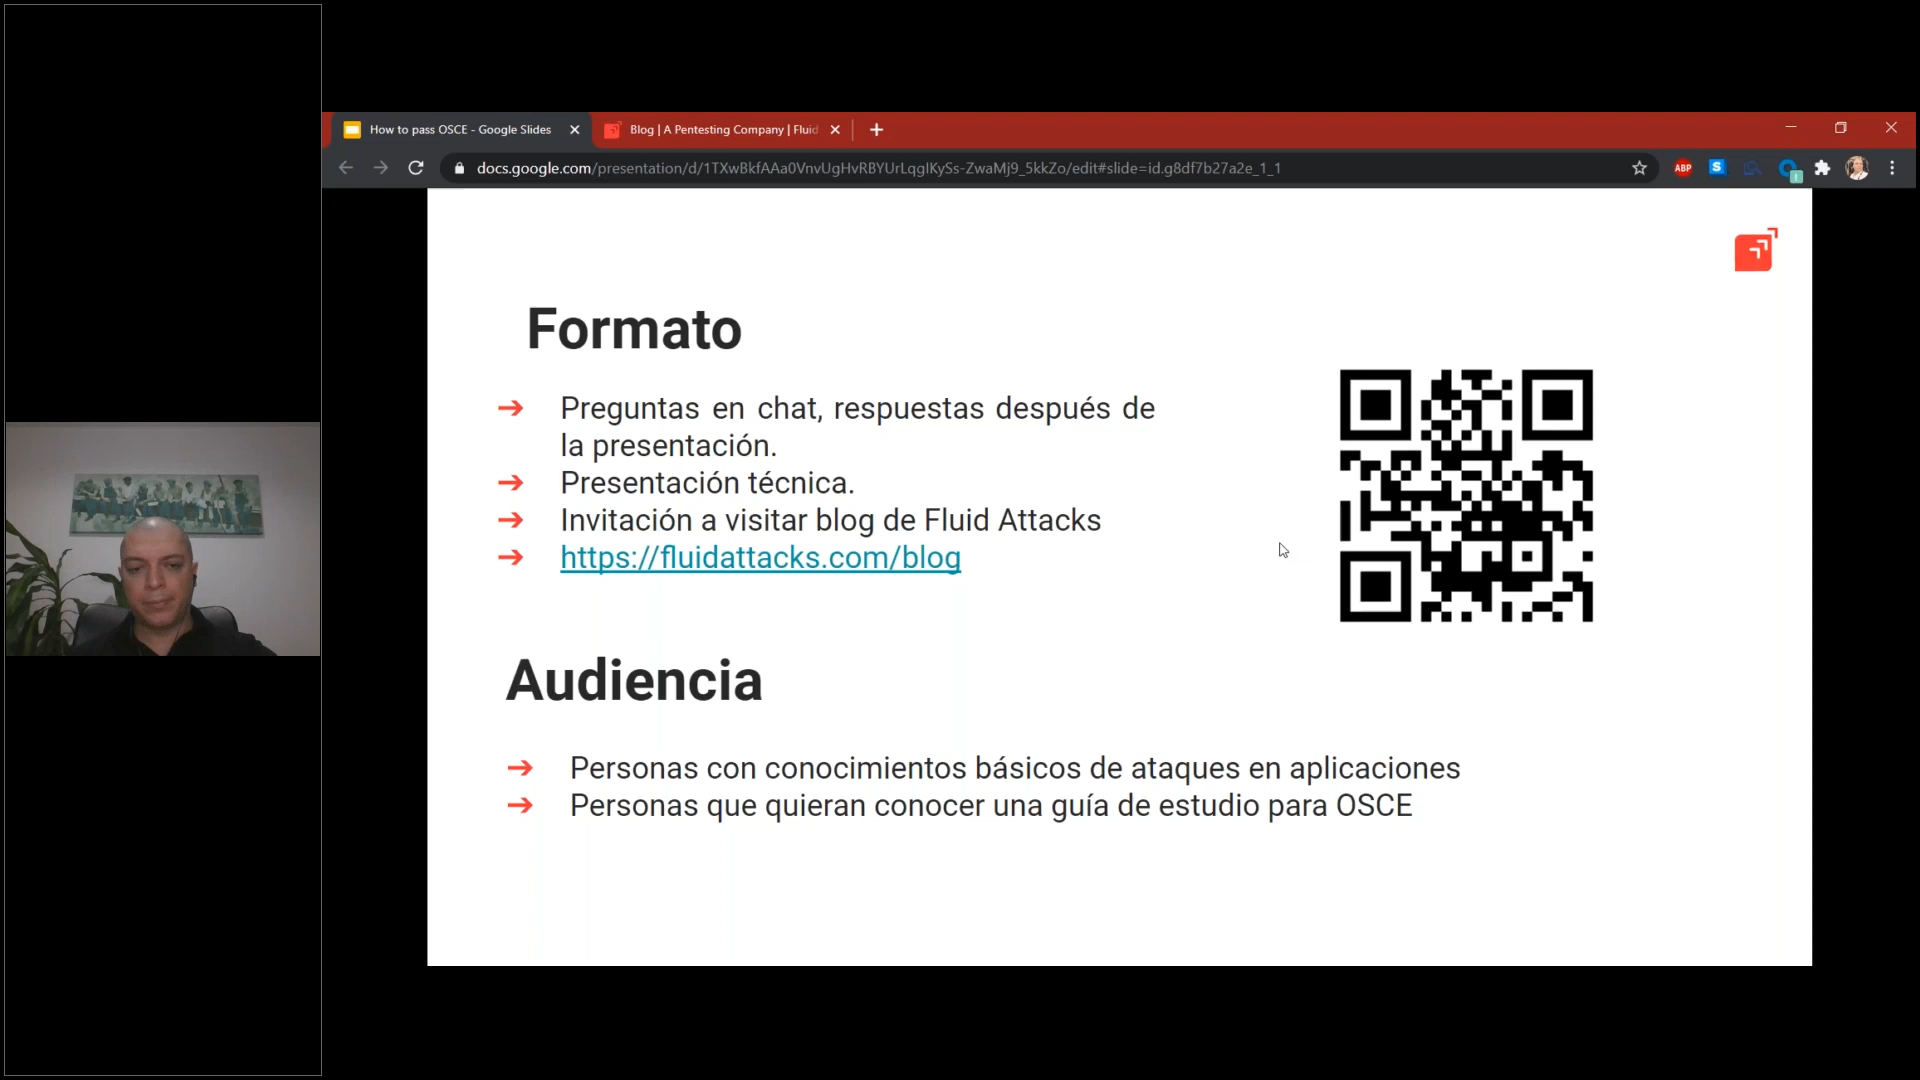 How to pass OSCE - Google Slides
Blog | A Pentesting Company | Fluid
docs.google.com/presentation/d/1TXwBkfAAa0VnvUgHvRBYUrLqgIKySs-ZwaMj9_5kkZo/edit#slide=id.g8df7b27a2e_1_1
ABP
S
Formato
Preguntas en chat, respuestas después de
la presentación.
Presentación técnica.
Invitación a visitar blog de Fluid Attacks
https://fluidattacks.com/blog
Audiencia
Personas con conocimientos básicos de ataques en aplicaciones
Personas que quieran conocer una guía de estudio para OSCE